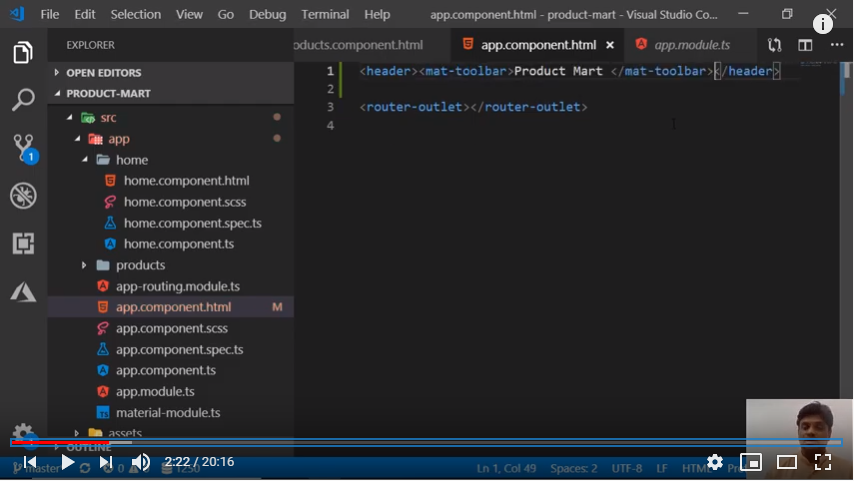 File Edit Selection View Go Debug Terminal Help app.component.html - product-mart - Visual Studio Co...
EXPLORER
oducts.component.html app.component.html app.module.ts
OPEN EDITORS
PRODUCT-MART
src
app
home
home.component.html
home.component.scss
home.component.spec.ts
home.component.ts
products
app-routing.module.ts
app.component.html M
app.component.scss
app.component.spec.ts
app.component.ts
app.module.ts
material-module.ts
assets
OUTLINE
1 <header><mat-toolbar>Product Mart </mat-toolbar></header>
2
3 <router-outlet></router-outlet>
4
1
TS
2:22 / 20:16
master 0 1250 Ln 1, Col 49 Spaces: 2 UTF-8 LF HTML